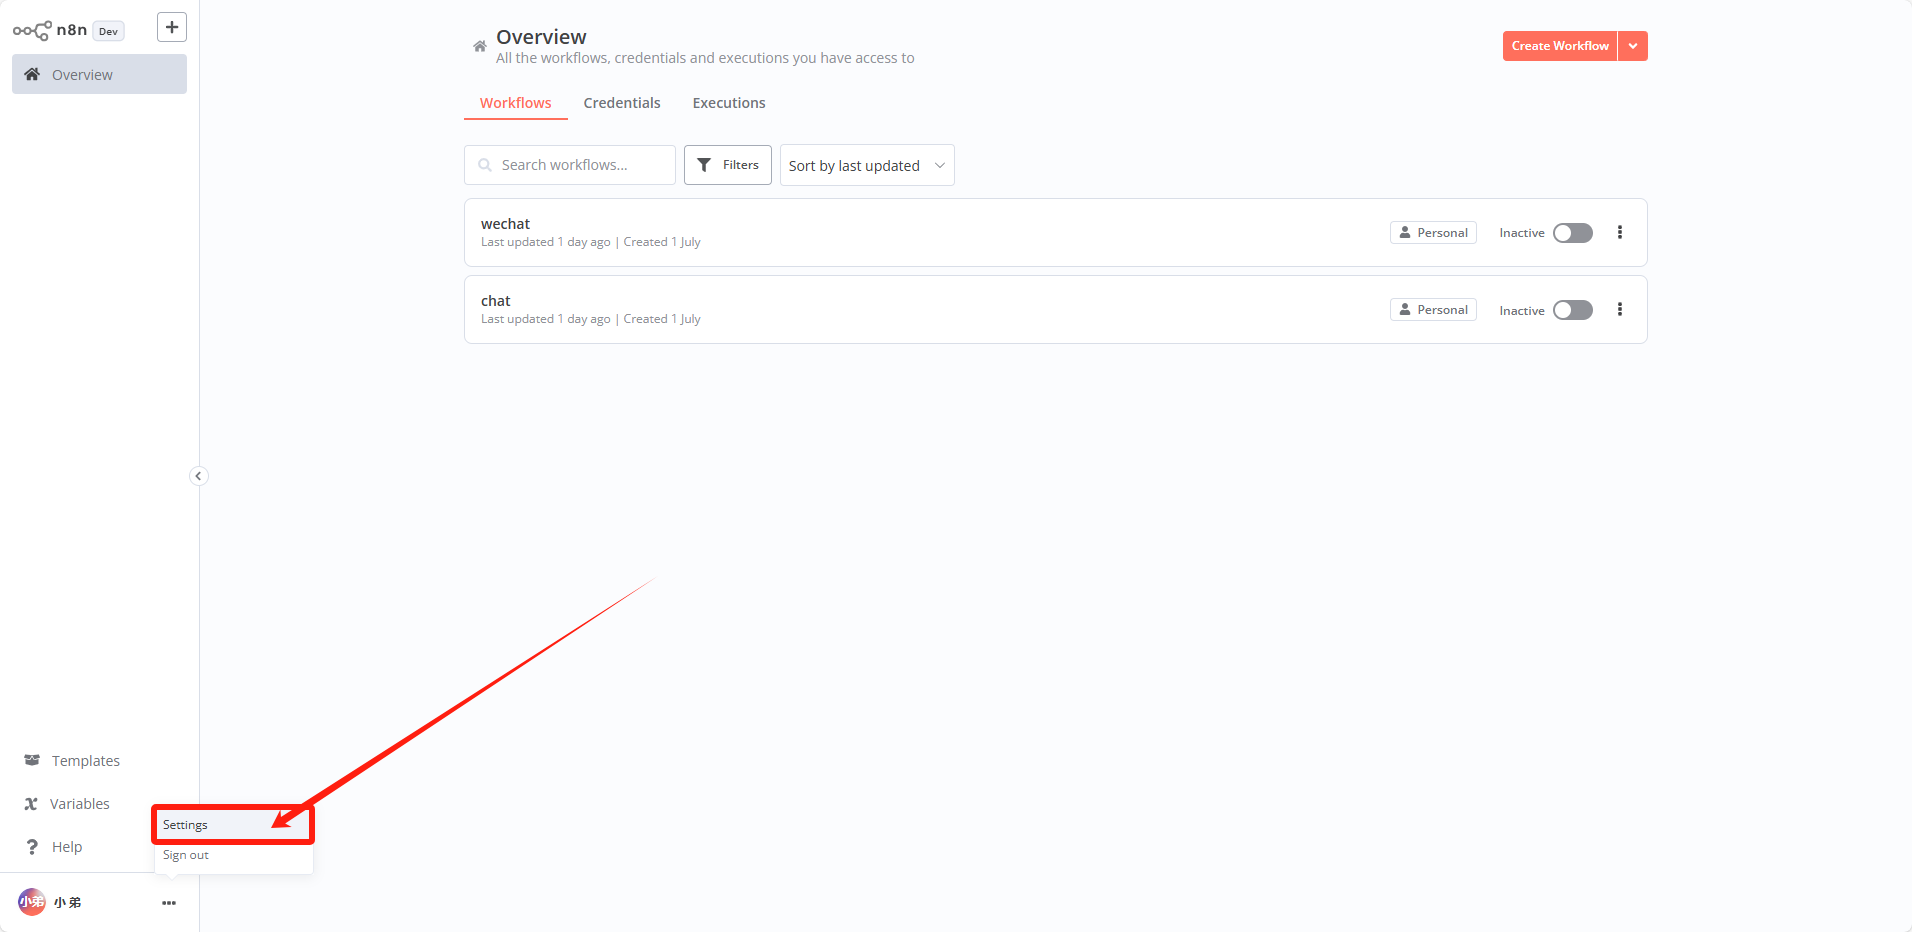 n8n Dev
Overview
Overview
All the workflows, credentials and executions you have access to
Create Workflow
Workflows Credentials Executions
Search workflows...
Filters
Sort by last updated
wechat
Last updated 1 day ago | Created 1 July
Personal
Inactive
chat
Last updated 1 day ago | Created 1 July
Personal
Inactive
Templates
Variables
Help
Settings
Sign out
小弟
小 弟